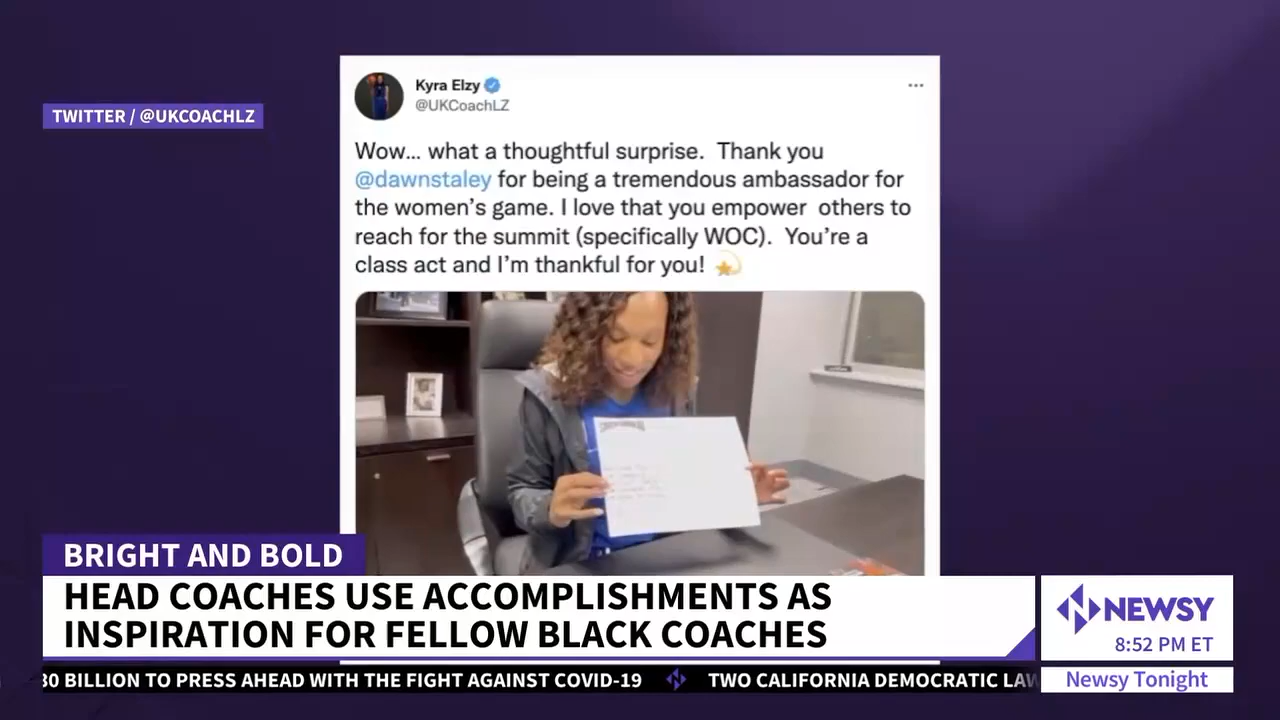 TWITTER / @UKCOACHLZ
Kyra Elzy
@UKCoachLZ
Wow... what a thoughtful surprise. Thank you
@dawnstaley for being a tremendous ambassador for
the women's game. I love that you empower others to
reach for the summit (specifically WOC). You're a
class act and I'm thankful for you! 💫
BRIGHT AND BOLD
HEAD COACHES USE ACCOMPLISHMENTS AS
INSPIRATION FOR FELLOW BLACK COACHES
NEWSY
8:52 PM ET
Newsy Tonight
30 BILLION TO PRESS AHEAD WITH THE FIGHT AGAINST COVID-19 TWO CALIFORNIA DEMOCRATIC LAW